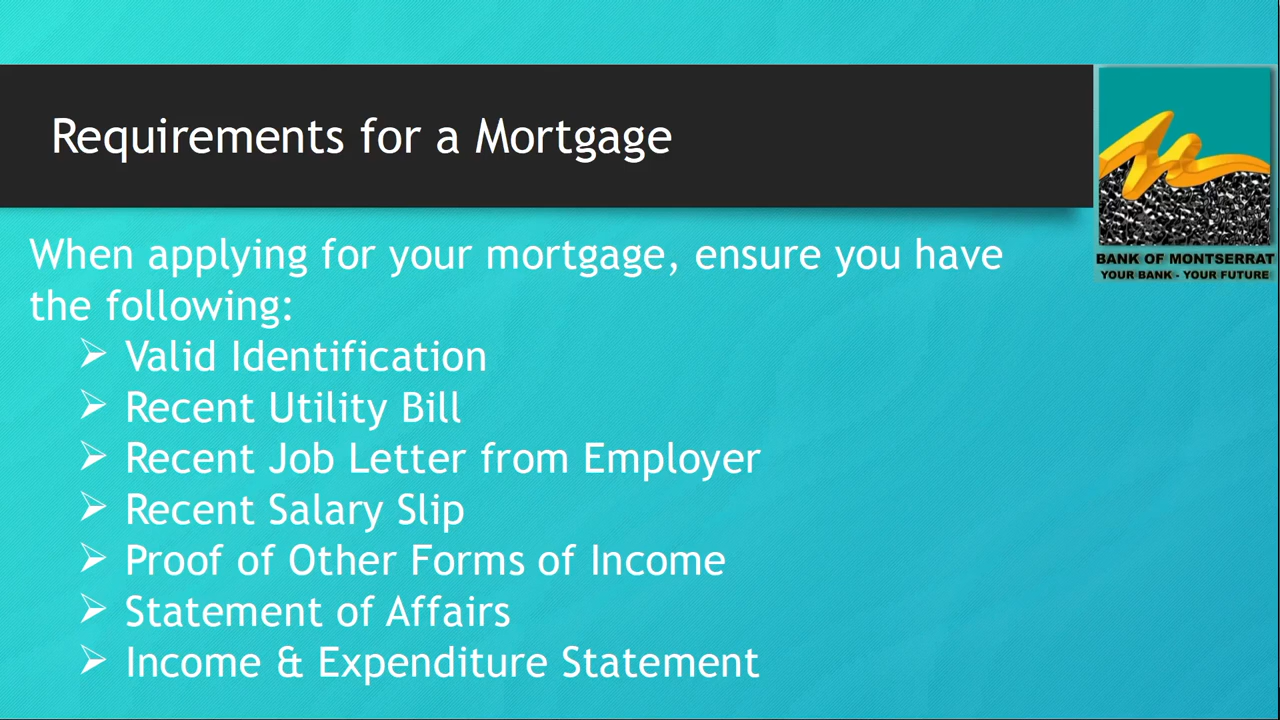 Requirements for a Mortgage
BANK OF MONTSERRAT
YOUR BANK - YOUR FUTURE
When applying for your mortgage, ensure you have
the following:
➢ Valid Identification
➢ Recent Utility Bill
➢ Recent Job Letter from Employer
➢ Recent Salary Slip
➢ Proof of Other Forms of Income
➢ Statement of Affairs
➢ Income & Expenditure Statement